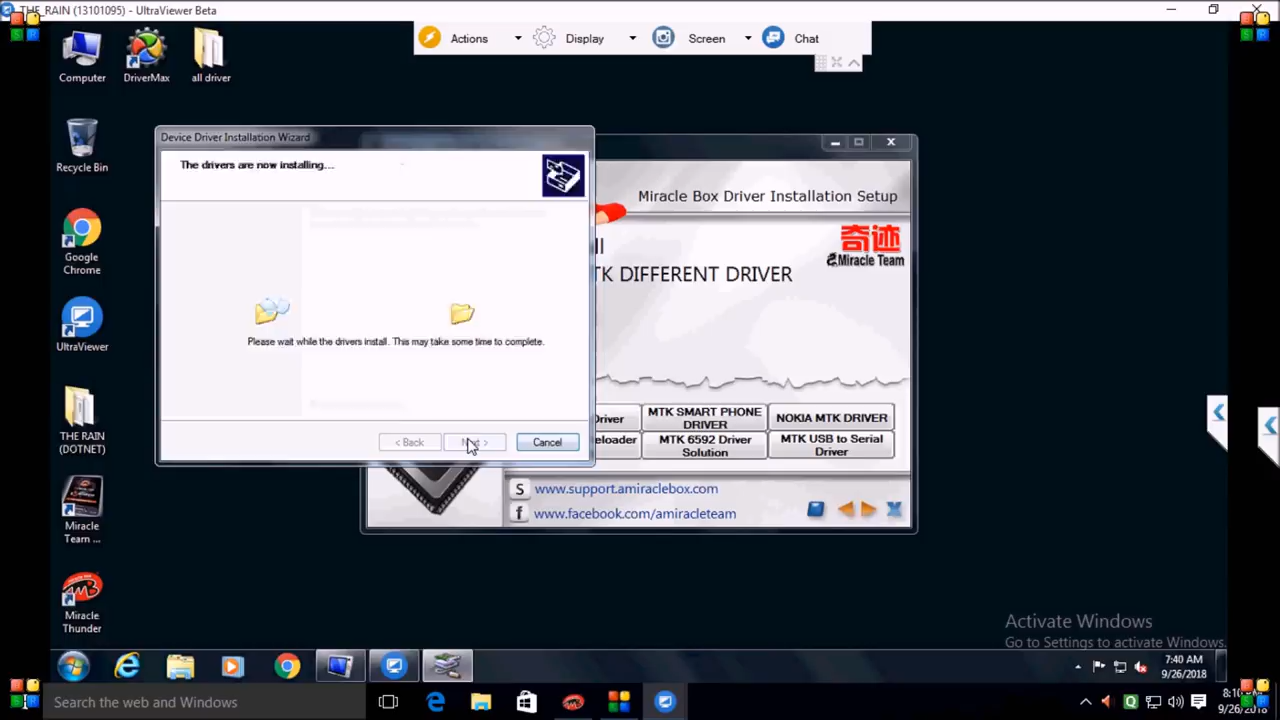 THE_RAIN (13101095) - UltraViewer Beta
Actions
Display
Screen
Chat
Computer
DriverMax
all driver
Recycle Bin
Google
Chrome
UltraViewer
THE RAIN
(DOTNET)
Miracle
Team ...
Miracle
Thunder
Device Driver Installation Wizard
The drivers are now installing...
Please wait while the drivers install. This may take some time to complete.
< Back
Cancel
Miracle Box Driver Installation Setup
奇迹
Miracle Team
ll
TK DIFFERENT DRIVER
river
MTK SMART PHONE
DRIVER
NOKIA MTK DRIVER
eloader
MTK 6592 Driver
Solution
MTK USB to Serial
Driver
S www.support.amiraclebox.com
f www.facebook.com/amiracleteam
Activate Windows
Go to Settings to activate Windows.
7:40 AM
9/26/2018
Search the web and Windows
9/26/2018